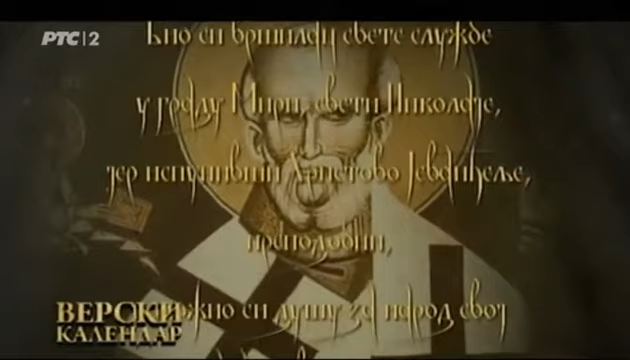 РТС|2
Био си вршилац свете службе
у граду Мири, свети Николаје,
јер испунивши Христово Јеванђеље,
преподобни,
си душу за народ свој
ВЕРСКИ
КАЛЕНДАР